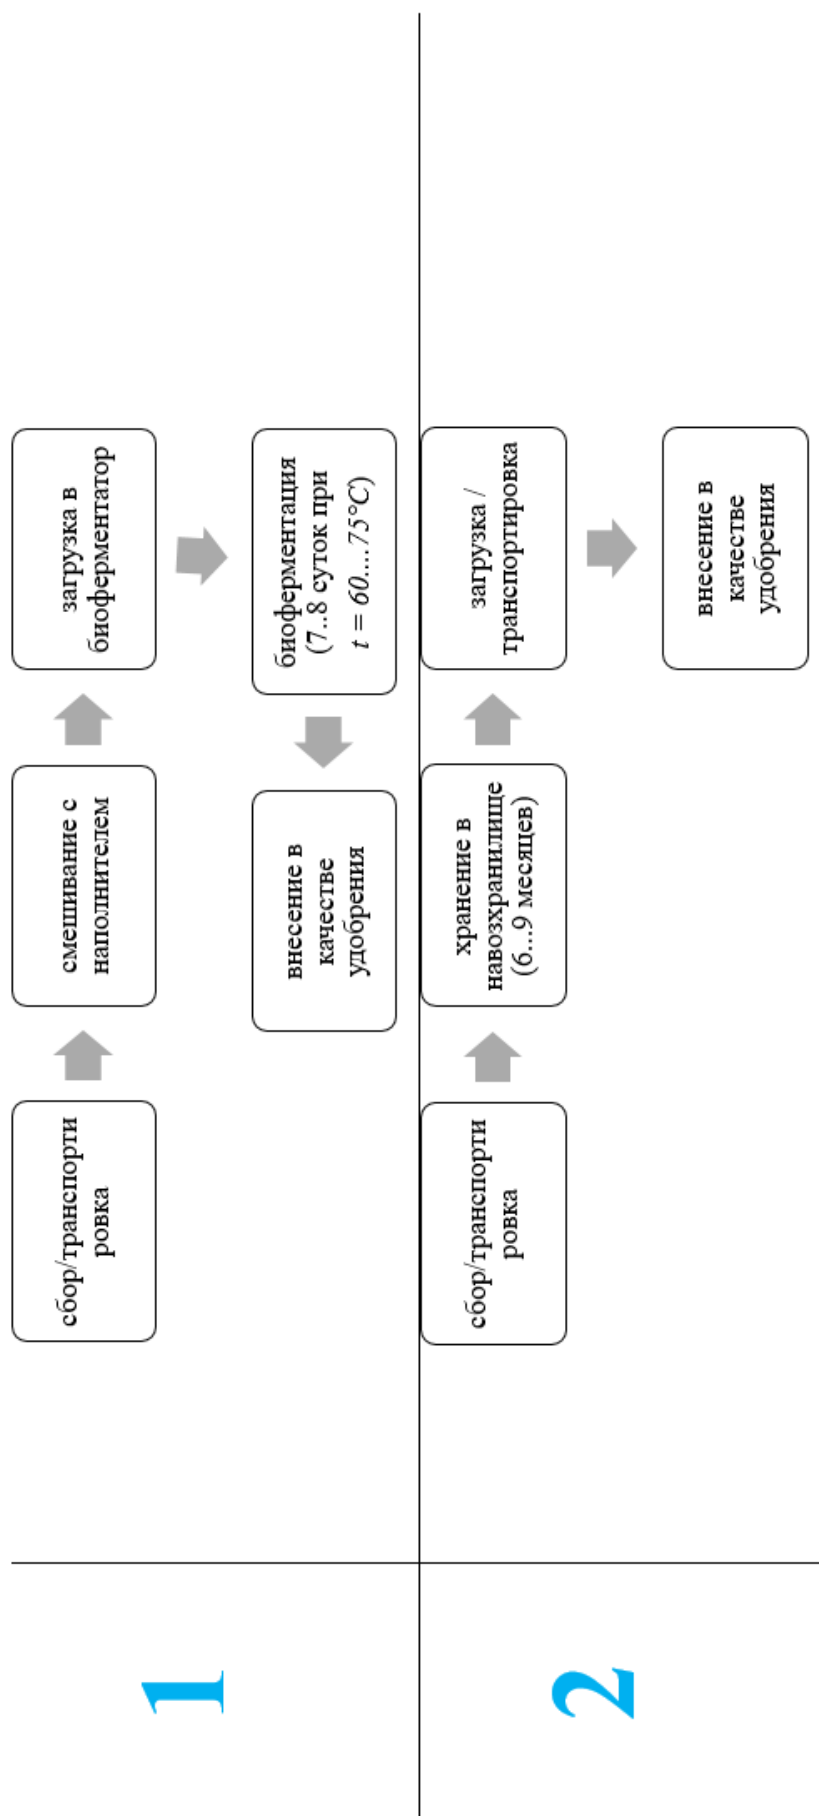 1
сбор/транспорти
ровка
смешивание с
наполнителем
загрузка в
биоферментатор
биоферментация
(7..8 суток при
t = 60....75°C)
внесение в
качестве
удобрения
2
сбор/транспорти
ровка
хранение в
навозхранилище
(6...9 месяцев)
загрузка /
транспортировка
внесение в
качестве
удобрения